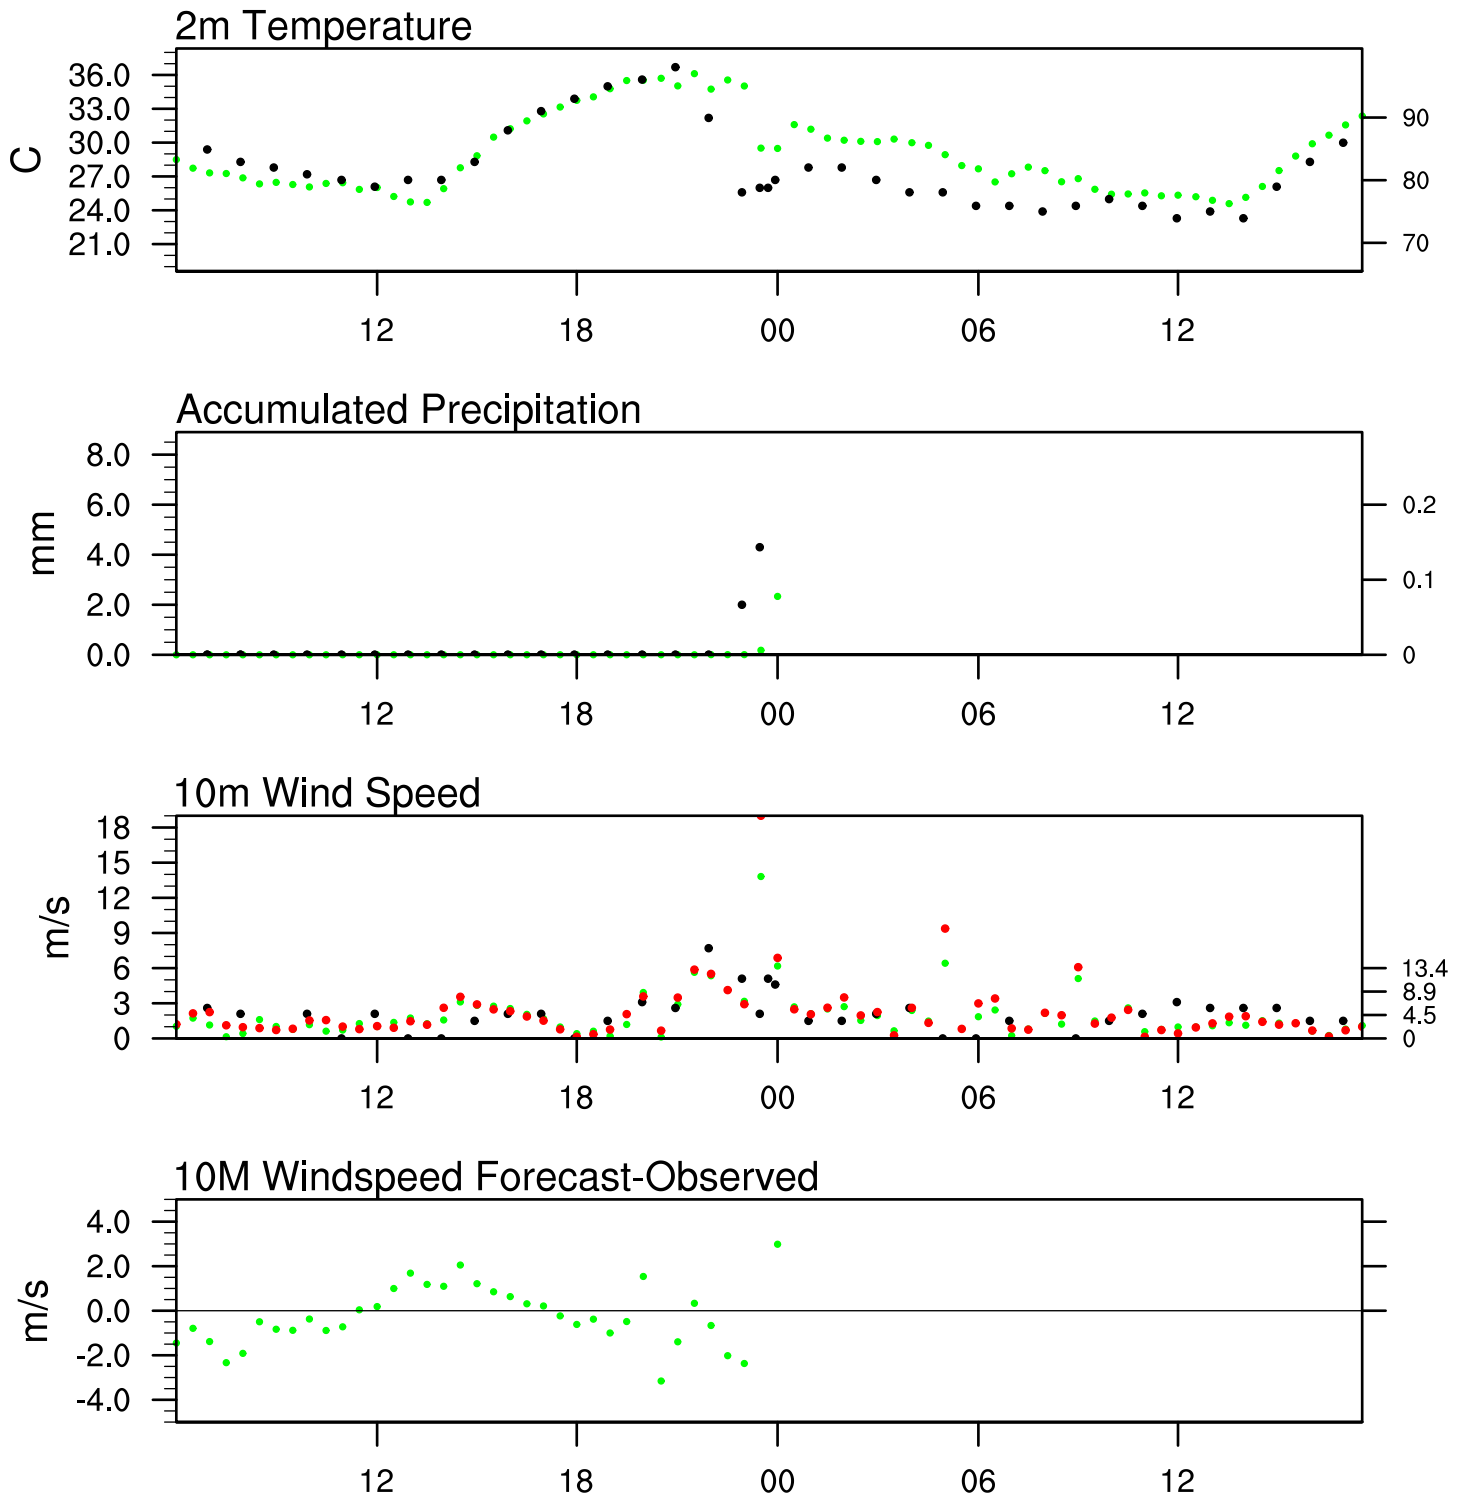 2m Temperature
C
36.0
33.0
30.0
27.0
24.0
21.0
90
80
70
12 18 00 06 12
Accumulated Precipitation
mm
8.0
6.0
4.0
2.0
0.0
0.2
0.1
0
12 18 00 06 12
10m Wind Speed
m/s
18
15
12
9
6
3
0
13.4
8.9
4.5
0
12 18 00 06 12
10M Windspeed Forecast-Observed
m/s
4.0
2.0
0.0
-2.0
-4.0
12 18 00 06 12